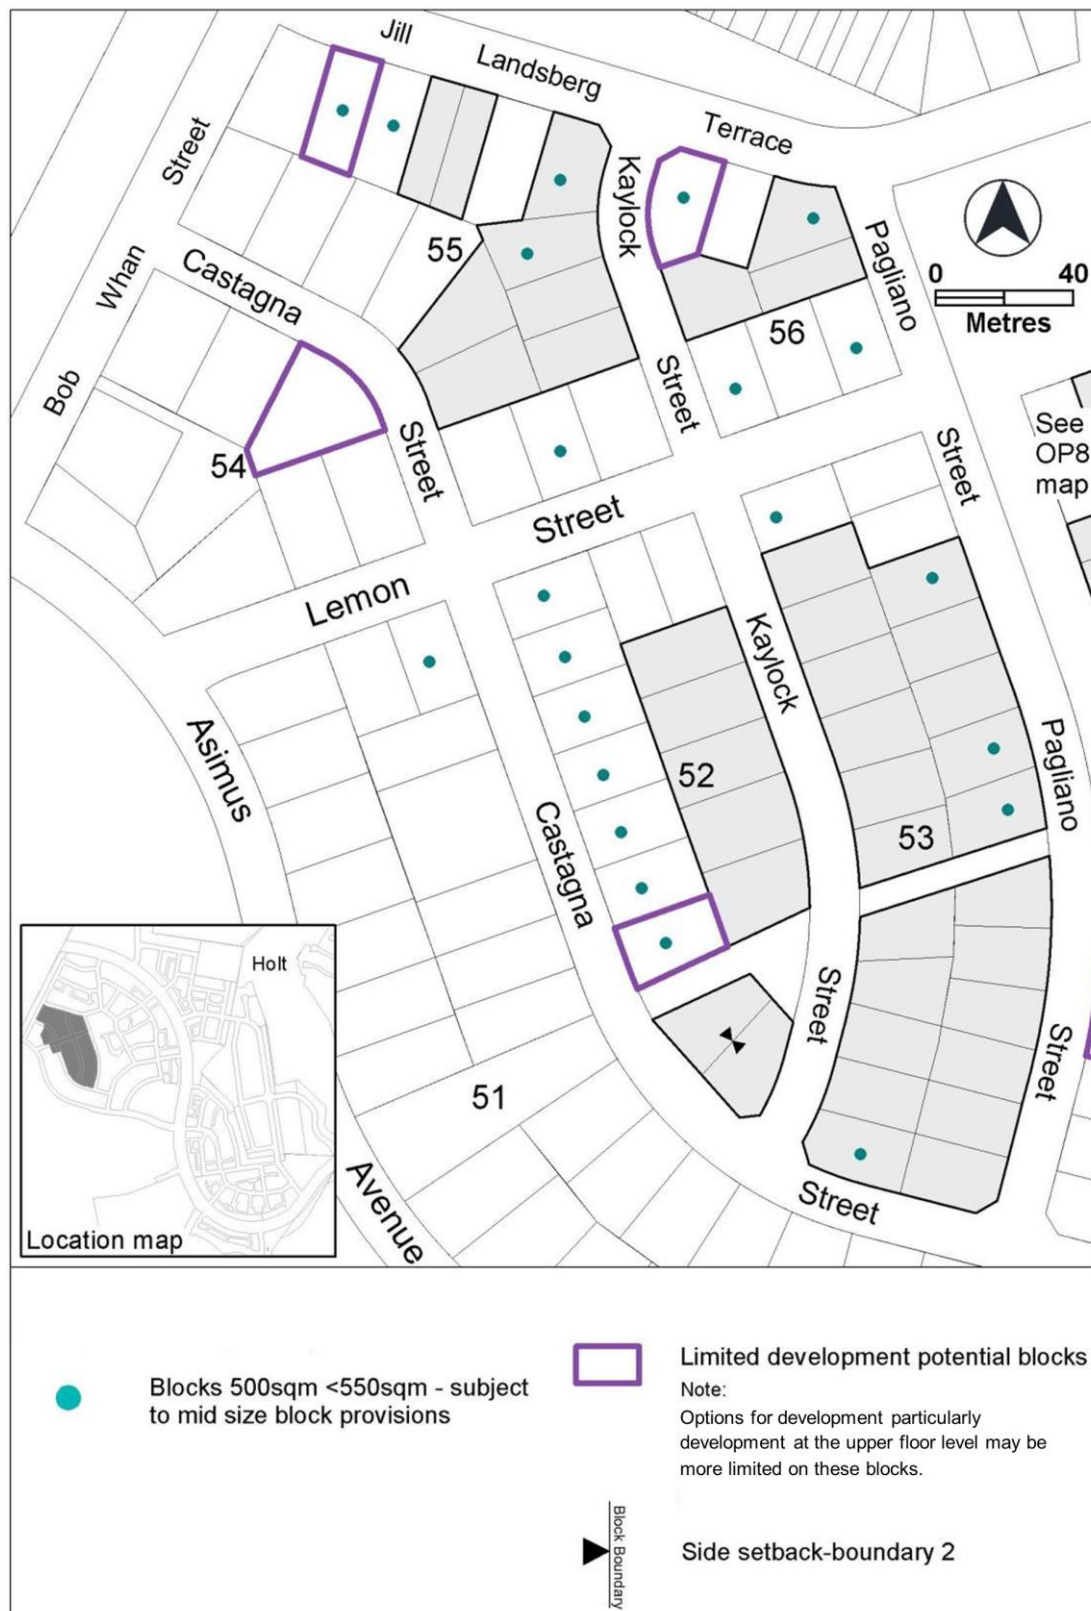 Jill
Landsberg
Terrace
Street
Kaylock
55
Pagliano
0 40
Metres
Whan
Castagna
56
Bob
Street
54
Street
Street
See
OP8
map
Street
Lemon
Kaylock
Asimus
52
Pagliano
Castagna
53
Holt
Street
Street
51
Avenue
Street
Location map
Blocks 500sqm <550sqm - subject
to mid size block provisions
Limited development potential blocks
Note:
Options for development particularly
development at the upper floor level may be
more limited on these blocks.
Block Boundary
Side setback-boundary 2